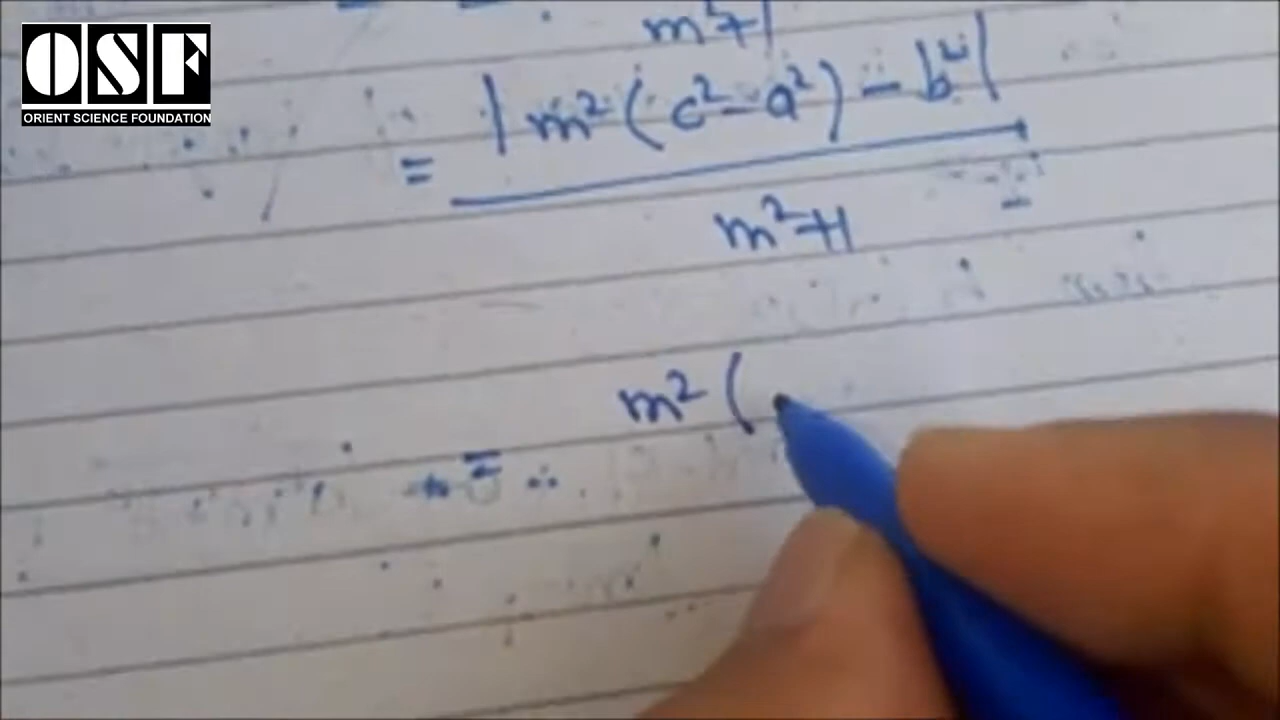 OSF
ORIENT SCIENCE FOUNDATION
m²+1
= |m²(c²-a²)-b²|
m²+1
m²(